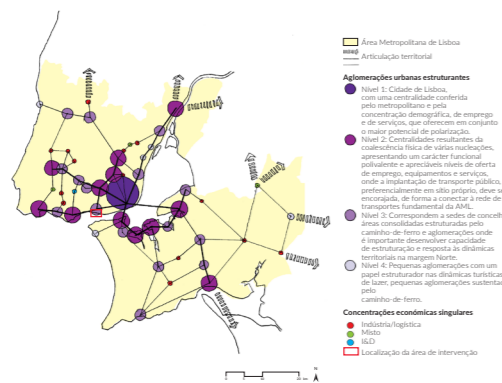 Área Metropolitana de Lisboa
Articulação territorial
Aglomerações urbanas estruturantes
Nível 1: Cidade de Lisboa,
com uma centralidade conferida
pelo metropolitano e pela
concentração demográfica, de emprego
e de serviços, que oferecem em conjunto
o maior potencial de polarização.
Nível 2: Centralidades resultantes da
coalescência física de várias nucleações,
apresentando um carácter funcional
polivalente e apreciáveis níveis de oferta
de emprego, equipamentos e serviços,
onde a implantação de transporte público,
preferencialmente em sítio próprio, deve se
encorajada, de forma a conectar à rede de
transportes fundamental da AML.
Nível 3: Correspondem a sedes de concelh
áreas consolidadas estruturadas pelo
caminho-de-ferro e aglomerações onde
é importante desenvolver capacidade
de estruturação e resposta às dinâmicas
territoriais na margem Norte.
Nível 4: Pequenas aglomerações com um
papel estruturador nas dinâmicas turísticas
de lazer, pequenas aglomerações sustenta
pelo
caminho-de-ferro.
Concentrações económicas singulares
Indústria/logística
Misto
I&D
Localização da área de intervenção